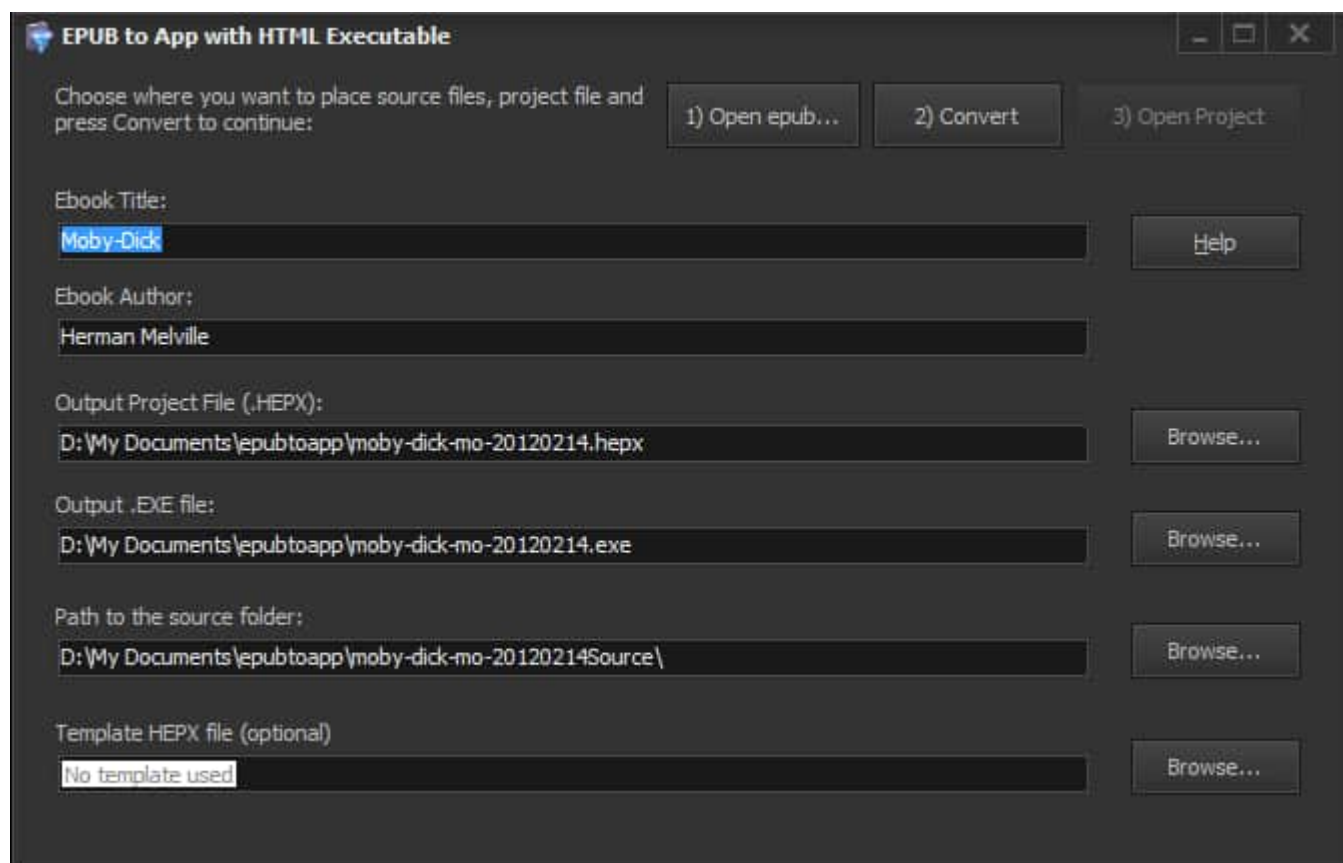 EPUB to App with HTML Executable
Choose where you want to place source files, project file and
press Convert to continue:
1) Open epub...
2) Convert
3) Open Project
Ebook Title:
Moby-Dick
Help
Ebook Author:
Herman Melville
Output Project File (.HEPX):
D:\My Documents\epubtoapp\moby-dick-mo-20120214.hepx
Browse...
Output .EXE file:
D:\My Documents\epubtoapp\moby-dick-mo-20120214.exe
Browse...
Path to the source folder:
D:\My Documents\epubtoapp\moby-dick-mo-20120214Source\
Browse...
Template HEPX file (optional)
No template used
Browse...